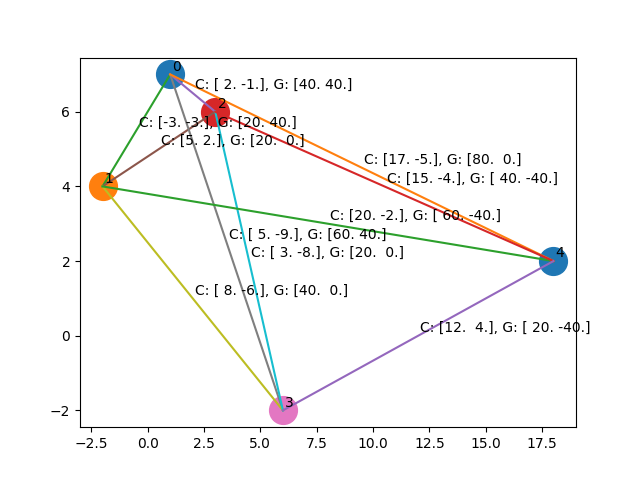 0
C: [ 2. -1.], G: [40. 40.]
2
C: [-3. -3.], G: [20. 40.]
C: [5. 2.], G: [20.  0.]
C: [17. -5.], G: [80.  0.]
C: [15. -4.], G: [ 40. -40.]
1
C: [20. -2.], G: [ 60. -40.]
C: [ 5. -9.], G: [60. 40.]
C: [ 3. -8.], G: [20.  0.]
4
C: [ 8. -6.], G: [40.  0.]
C: [12.  4.], G: [ 20. -40.]
3
6
4
2
0
−2
−2.5 0.0 2.5 5.0 7.5 10.0 12.5 15.0 17.5